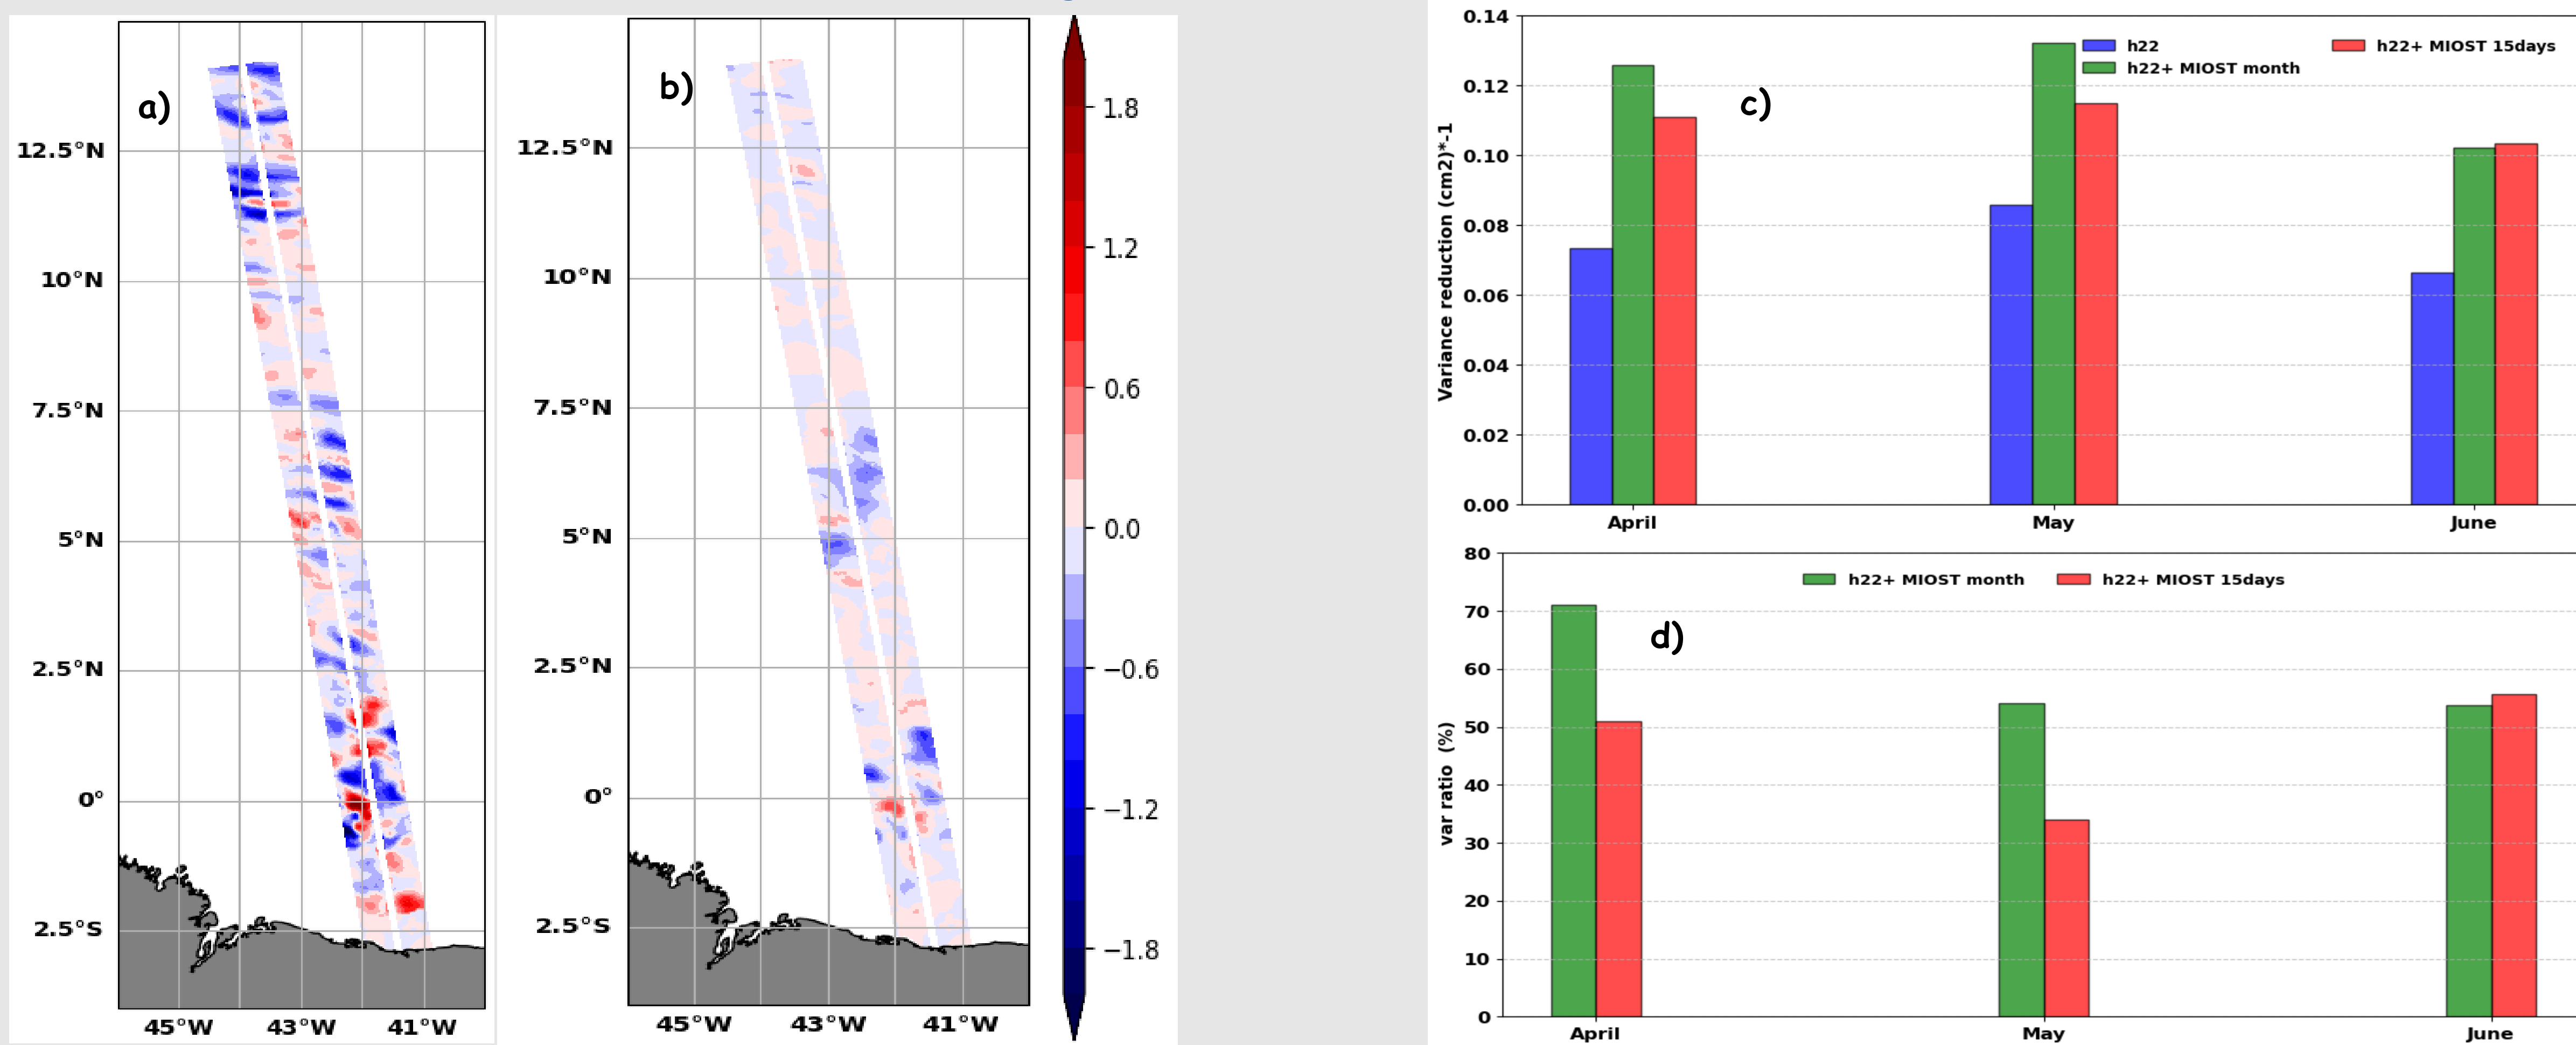 a)
12.5°N
10°N
7.5°N
5°N
2.5°N
0°
2.5°S
45°W 43°W 41°W
b)
12.5°N
10°N
7.5°N
5°N
2.5°N
0°
2.5°S
45°W 43°W 41°W
1.8
1.2
0.6
0.0
−0.6
−1.2
−1.8
c)
h22
h22+ MIOST month
h22+ MIOST 15days
Variance reduction (cm2)*-1
0.14
0.12
0.10
0.08
0.06
0.04
0.02
0.00
April May June
d)
h22+ MIOST month h22+ MIOST 15days
var ratio (%)
80
70
60
50
40
30
20
10
0
April May June